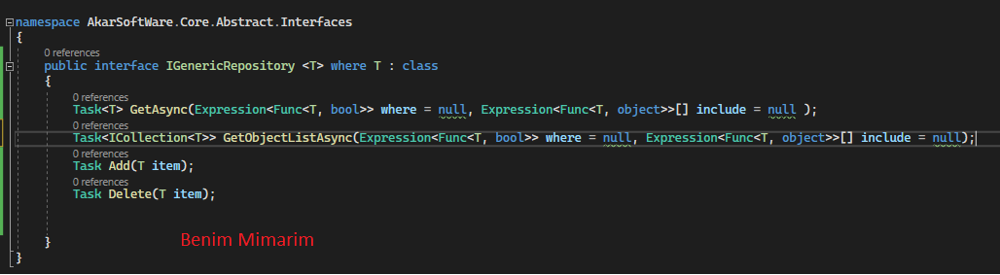 namespace AkarSoftWare.Core.Abstract.Interfaces
{
0 references
public interface IGenericRepository <T> where T : class
{
0 references
Task<T> GetAsync(Expression<Func<T, bool>> where = null, Expression<Func<T, object>>[] include = null );
0 references
Task<ICollection<T>> GetObjectListAsync(Expression<Func<T, bool>> where = null, Expression<Func<T, object>>[] include = null);
0 references
Task Add(T item);
0 references
Task Delete(T item);
}
Benim Mimarim
}